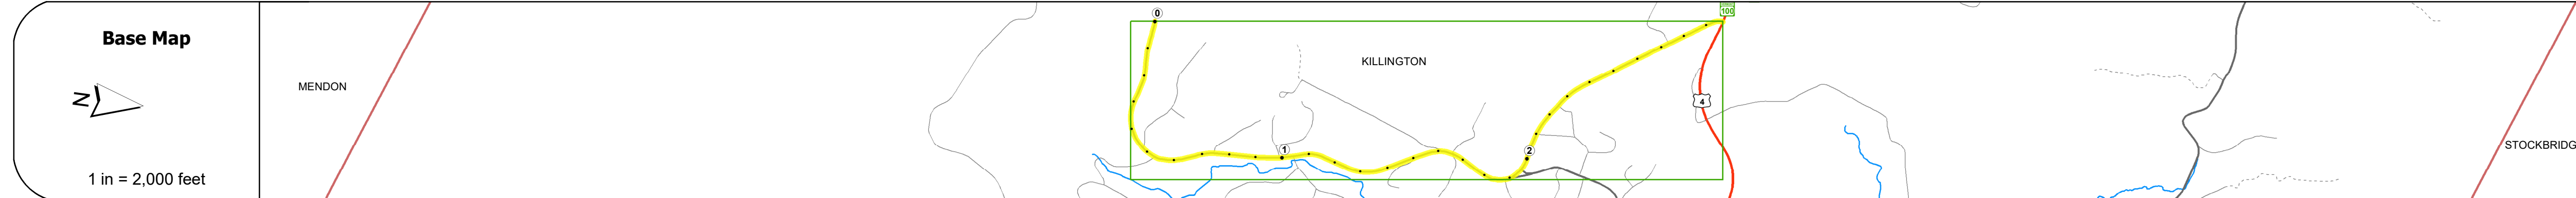 Base Map
N
1 in = 2,000 feet
MENDON
0
1
2
KILLINGTON
100
4
STOCKBRIDG